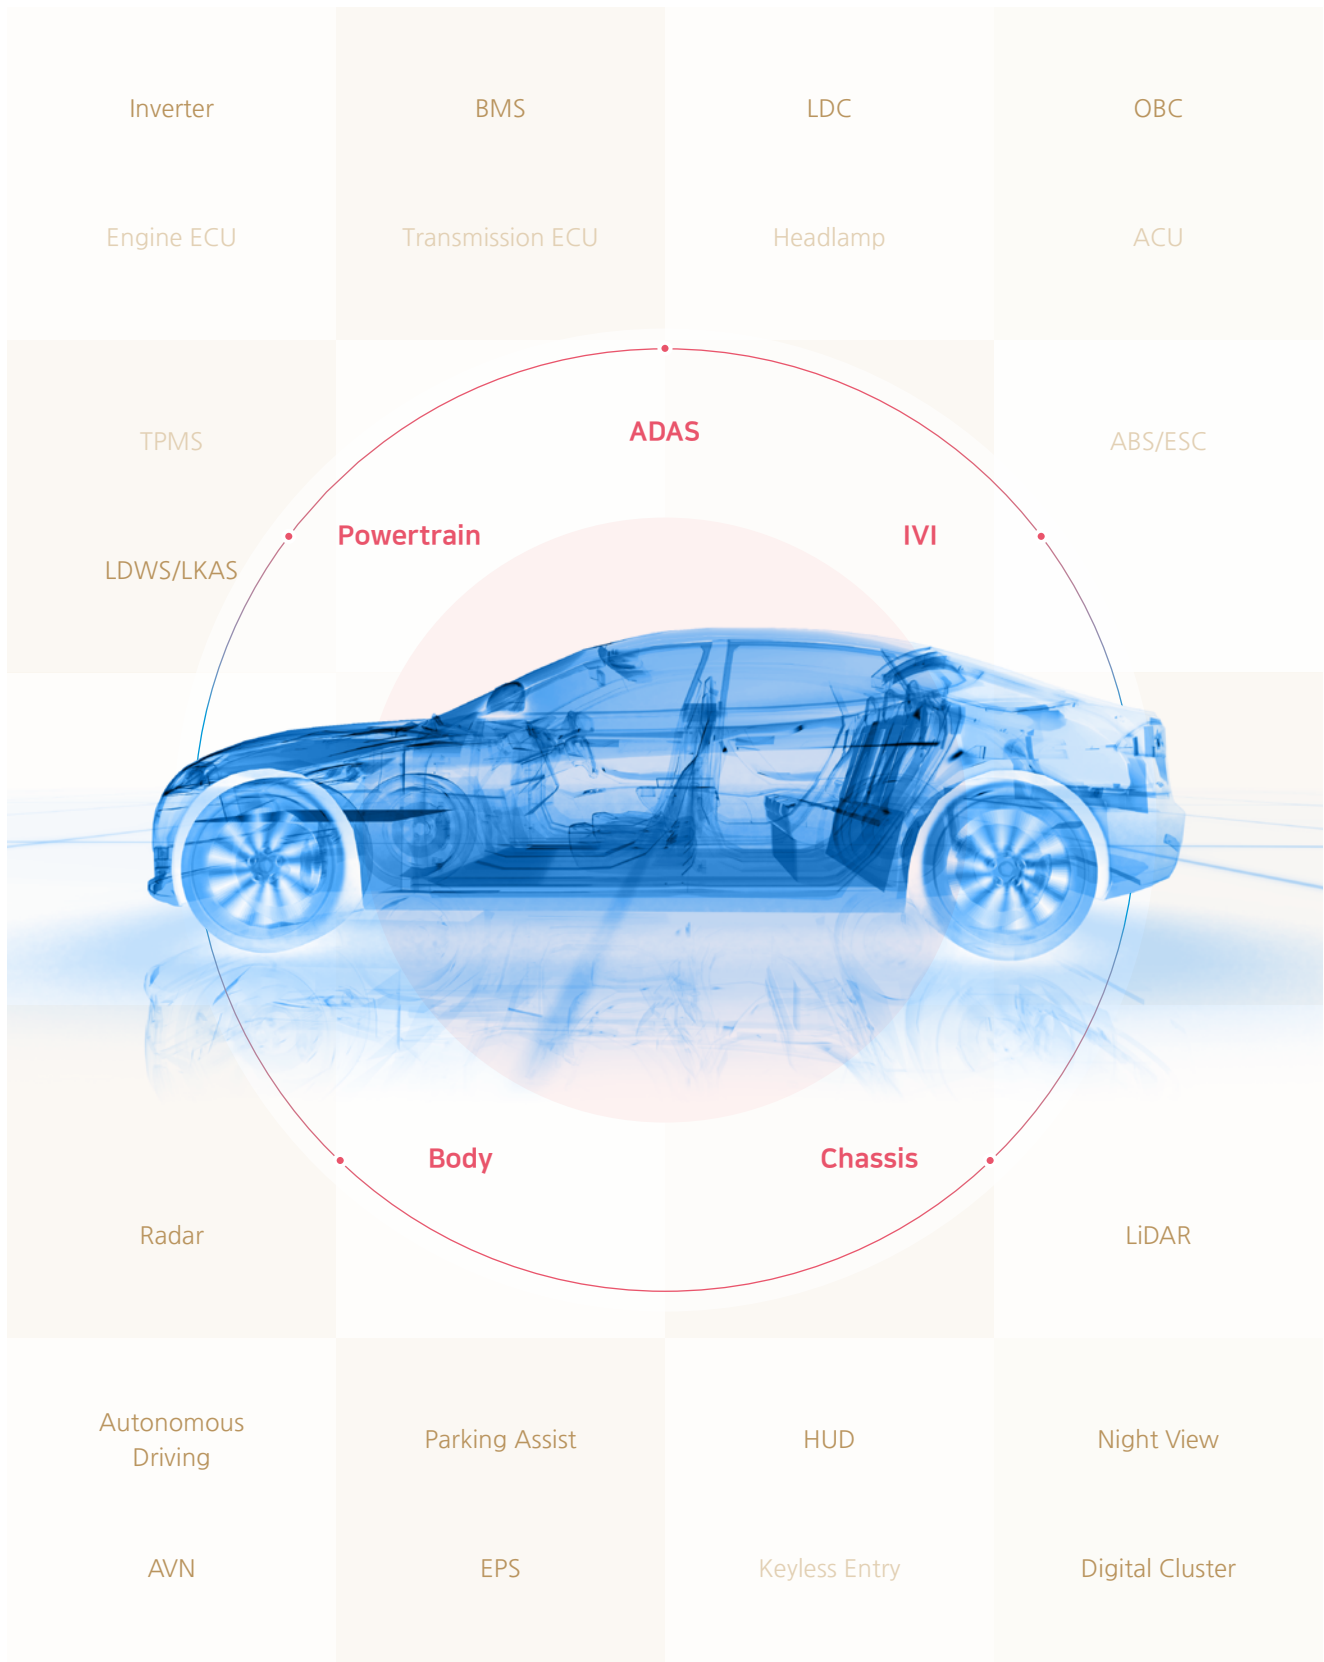 Inverter
BMS
LDC
OBC
Engine ECU
Transmission ECU
Headlamp
ACU
ADAS
TPMS
ABS/ESC
Powertrain
IVI
LDWS/LKAS
Body
Chassis
Radar
LiDAR
Autonomous
Driving
Parking Assist
HUD
Night View
AVN
EPS
Keyless Entry
Digital Cluster